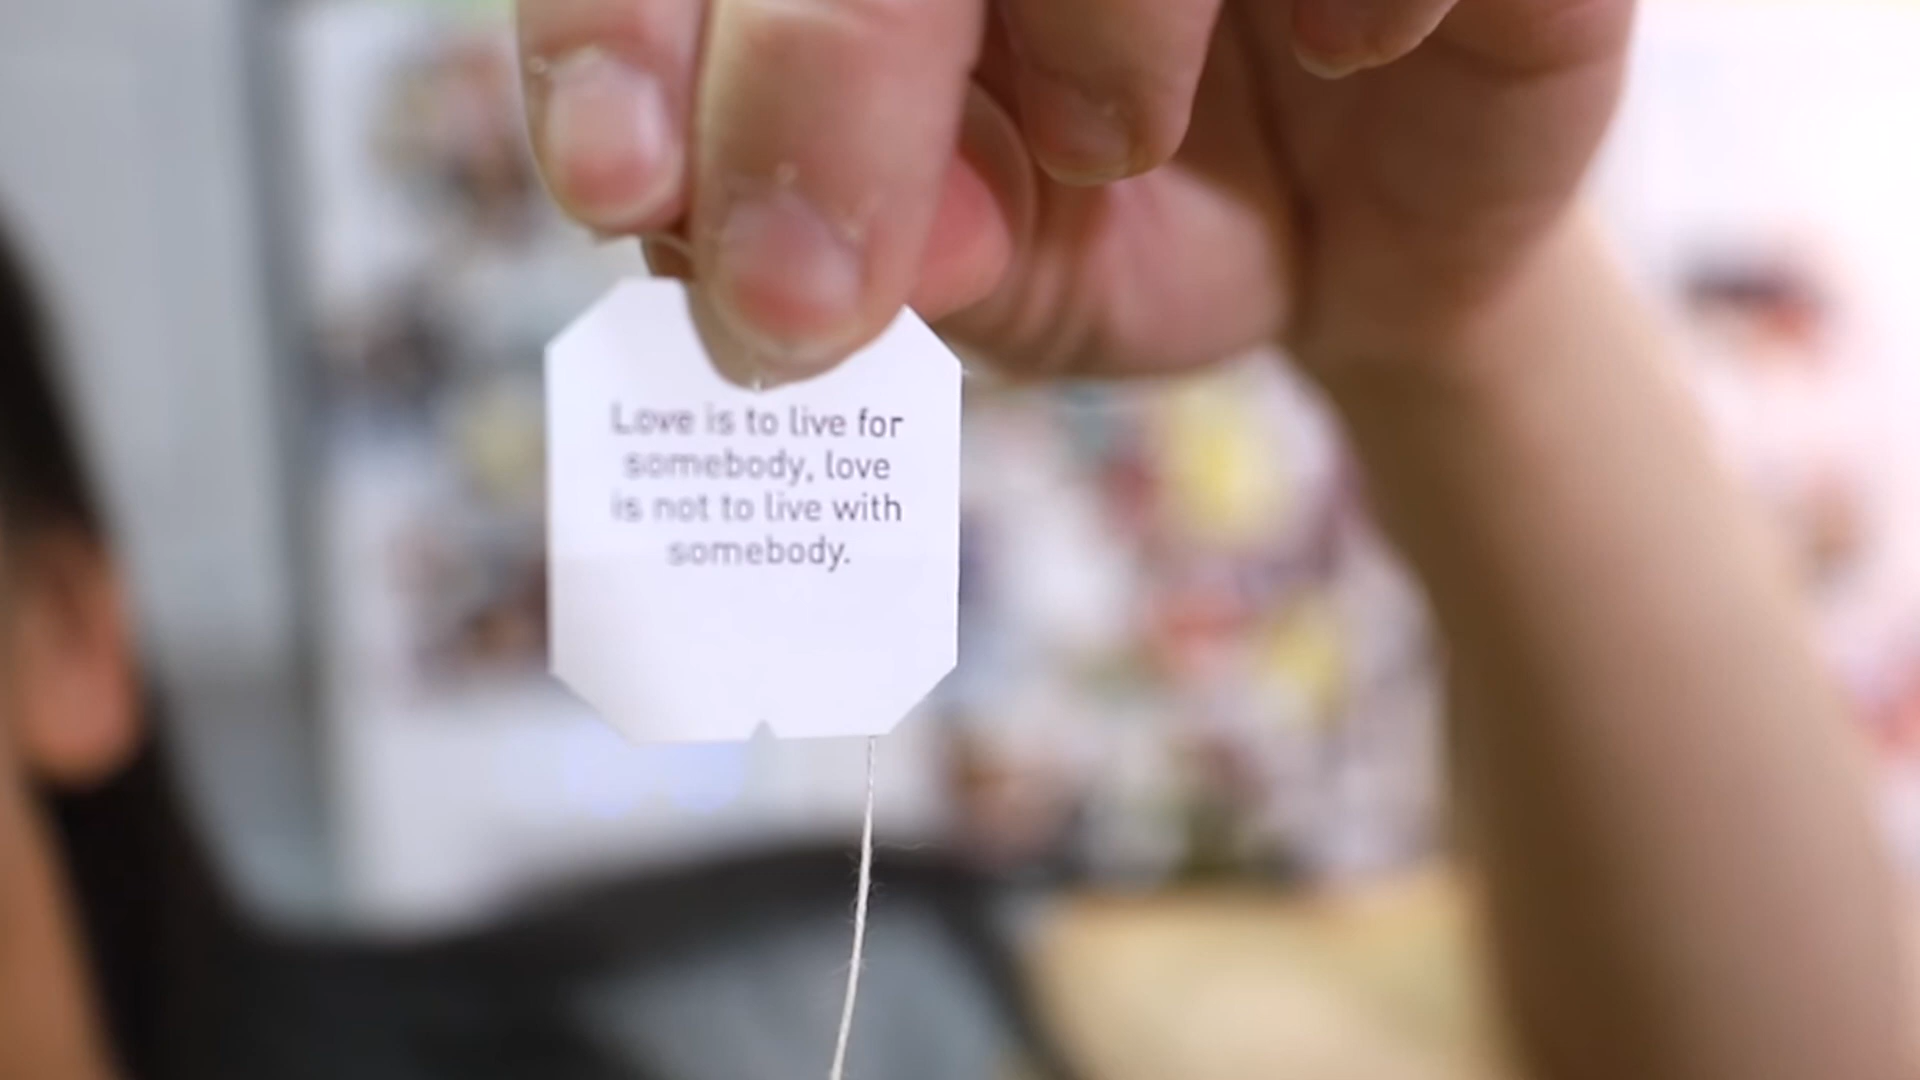 Love is to live for
somebody, love
is not to live with
somebody.